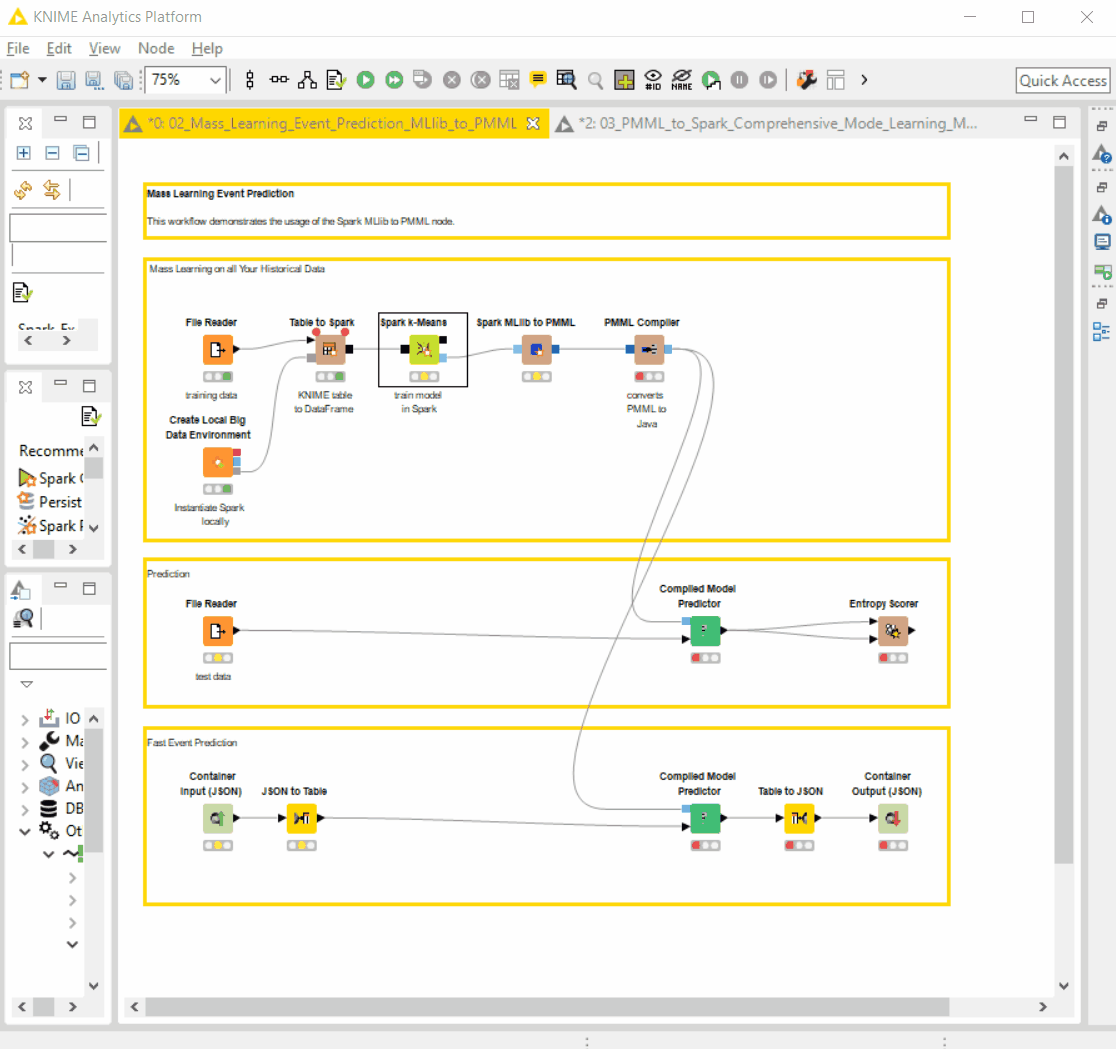 KNIME Analytics Platform
File Edit View Node Help
75%
#ID
NAME
Quick Access
*0: 02_Mass_Learning_Event_Prediction_MLlib_to_PMML
*2: 03_PMML_to_Spark_Comprehensive_Mode_Learning_M...
Mass Learning Event Prediction
This workflow demonstrates the usage of the Spark MLlib to PMML node.
Mass Learning on all Your Historical Data
File Reader
Table to Spark
Spark k-Means
Spark MLlib to PMML
PMML Compiler
training data
KNIME table
to DataFrame
train model
in Spark
converts
PMML to
Java
Create Local Big
Data Environment
Instantiate Spark
locally
Recomme
Spark
Persist
Spark
Prediction
File Reader
test data
Compiled Model
Predictor
Entropy Scorer
Fast Event Prediction
Container
Input (JSON)
JSON to Table
Compiled Model
Predictor
Table to JSON
Container
Output (JSON)
IO
Ma
Vie
An
DB
Ot